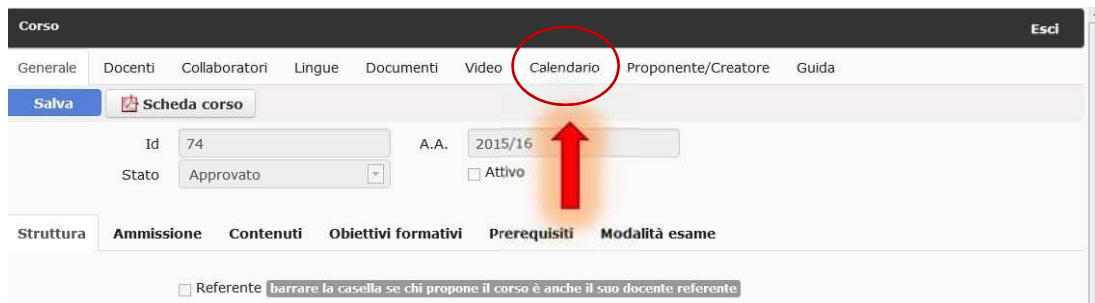 Corso Esci
Generale Docenti Collaboratori Lingue Documenti Video Calendario Proponente/Creatore Guida
Salva Scheda corso
Id 74 A.A. 2015/16
Stato Approvato Attivo
Struttura Ammissione Contenuti Obiettivi formativi Prerequisiti Modalità esame
Referente barrare la casella se chi propone il corso è anche il suo docente referente